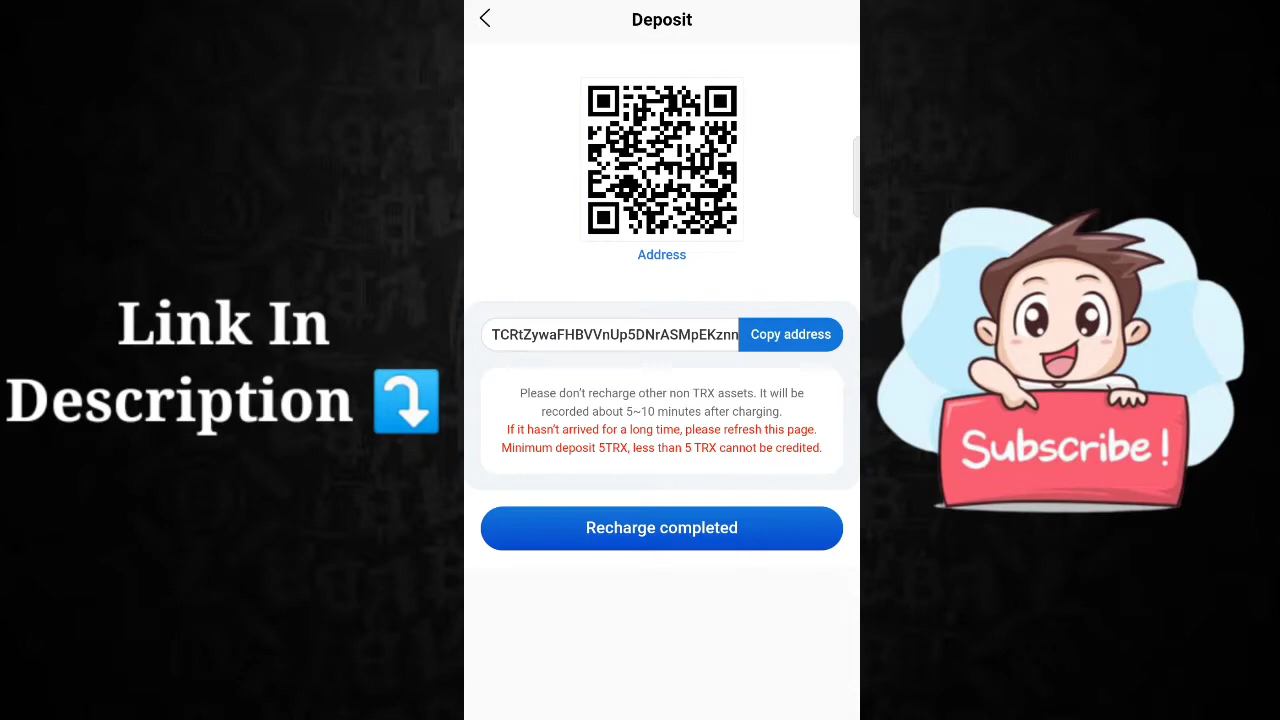 Deposit
Address
TCRtZywaFHBVVnUp5DNrASMpEKznn
Copy address
Please don't recharge other non TRX assets. It will be
recorded about 5~10 minutes after charging.
If it hasn't arrived for a long time, please refresh this page.
Minimum deposit 5TRX, less than 5 TRX cannot be credited.
Recharge completed
Link In
Description
Subscribe!